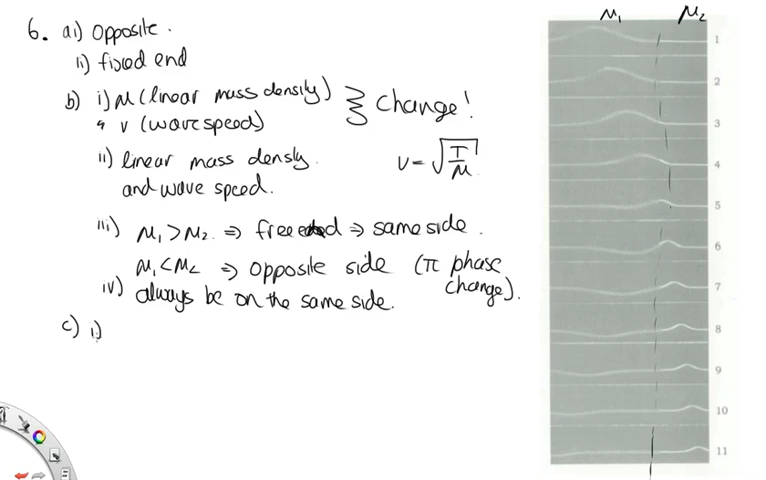 6. ai) opposite.
ii) fixed end
b) i) μ (linear mass density)
& v (wave speed)
} change!
ii) linear mass densly.
and wave speed.
v = √T/μ
iii) μ₁ > μ₂ ⇒ free end ⇒ same side.
μ₁ < μ₂ ⇒ opposite side (π phase change).
iv) always be on the same side.
c) i)
μ₁ μ₂
1
2
3
4
5
6
7
8
9
10
11